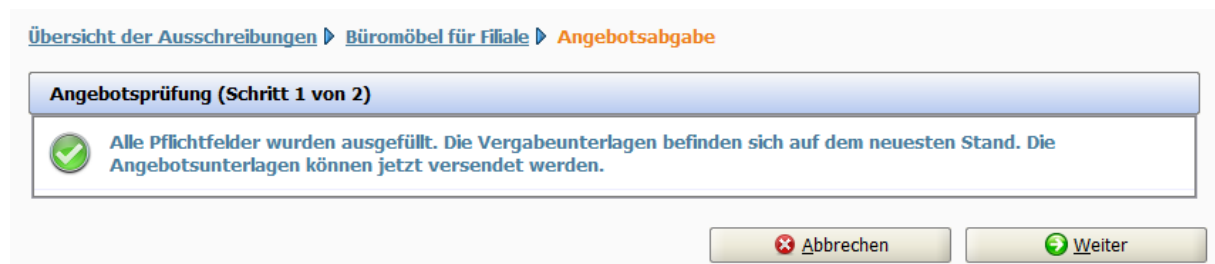 Übersicht der Ausschreibungen Büromöbel für Filiale Angebotsabgabe
Angebotsprüfung (Schritt 1 von 2)
Alle Pflichtfelder wurden ausgefüllt. Die Vergabeunterlagen befinden sich auf dem neuesten Stand. Die
Angebotsunterlagen können jetzt versendet werden.
Abbrechen Weiter